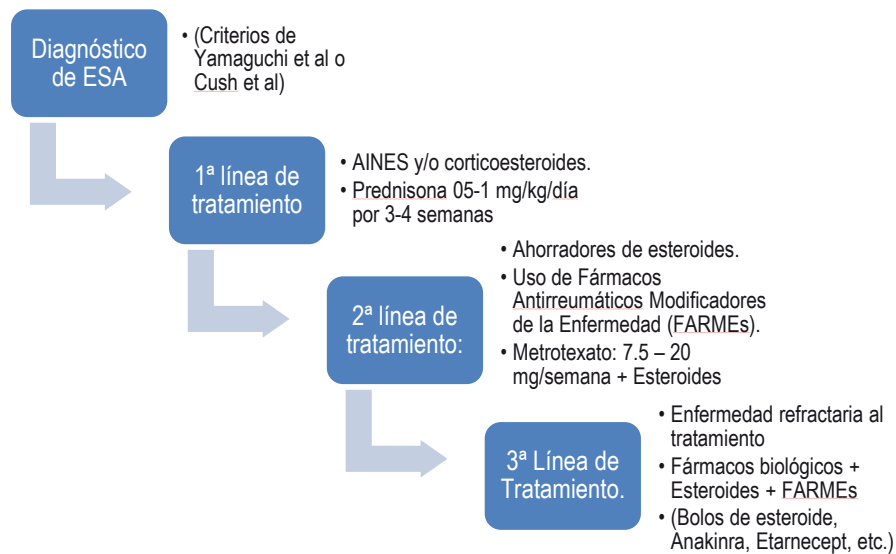 Diagnóstico
de ESA
• (Criterios de
Yamaguchi et al o
Cush et al)
1ª línea de
tratamiento
• AINES y/o corticoesteroides.
• Prednisona 05-1 mg/kg/día
por 3-4 semanas
2ª línea de
tratamiento:
• Ahorradores de esteroides.
• Uso de Fármacos
Antirreumáticos Modificadores
de la Enfermedad (FARMEs).
• Metrotexato: 7.5 – 20
mg/semana + Esteroides
3ª Línea de
Tratamiento.
• Enfermedad refractaria al
tratamiento
• Fármacos biológicos +
Esteroides + FARMEs
• (Bolos de esteroide,
Anakinra, Etarnecept, etc.)